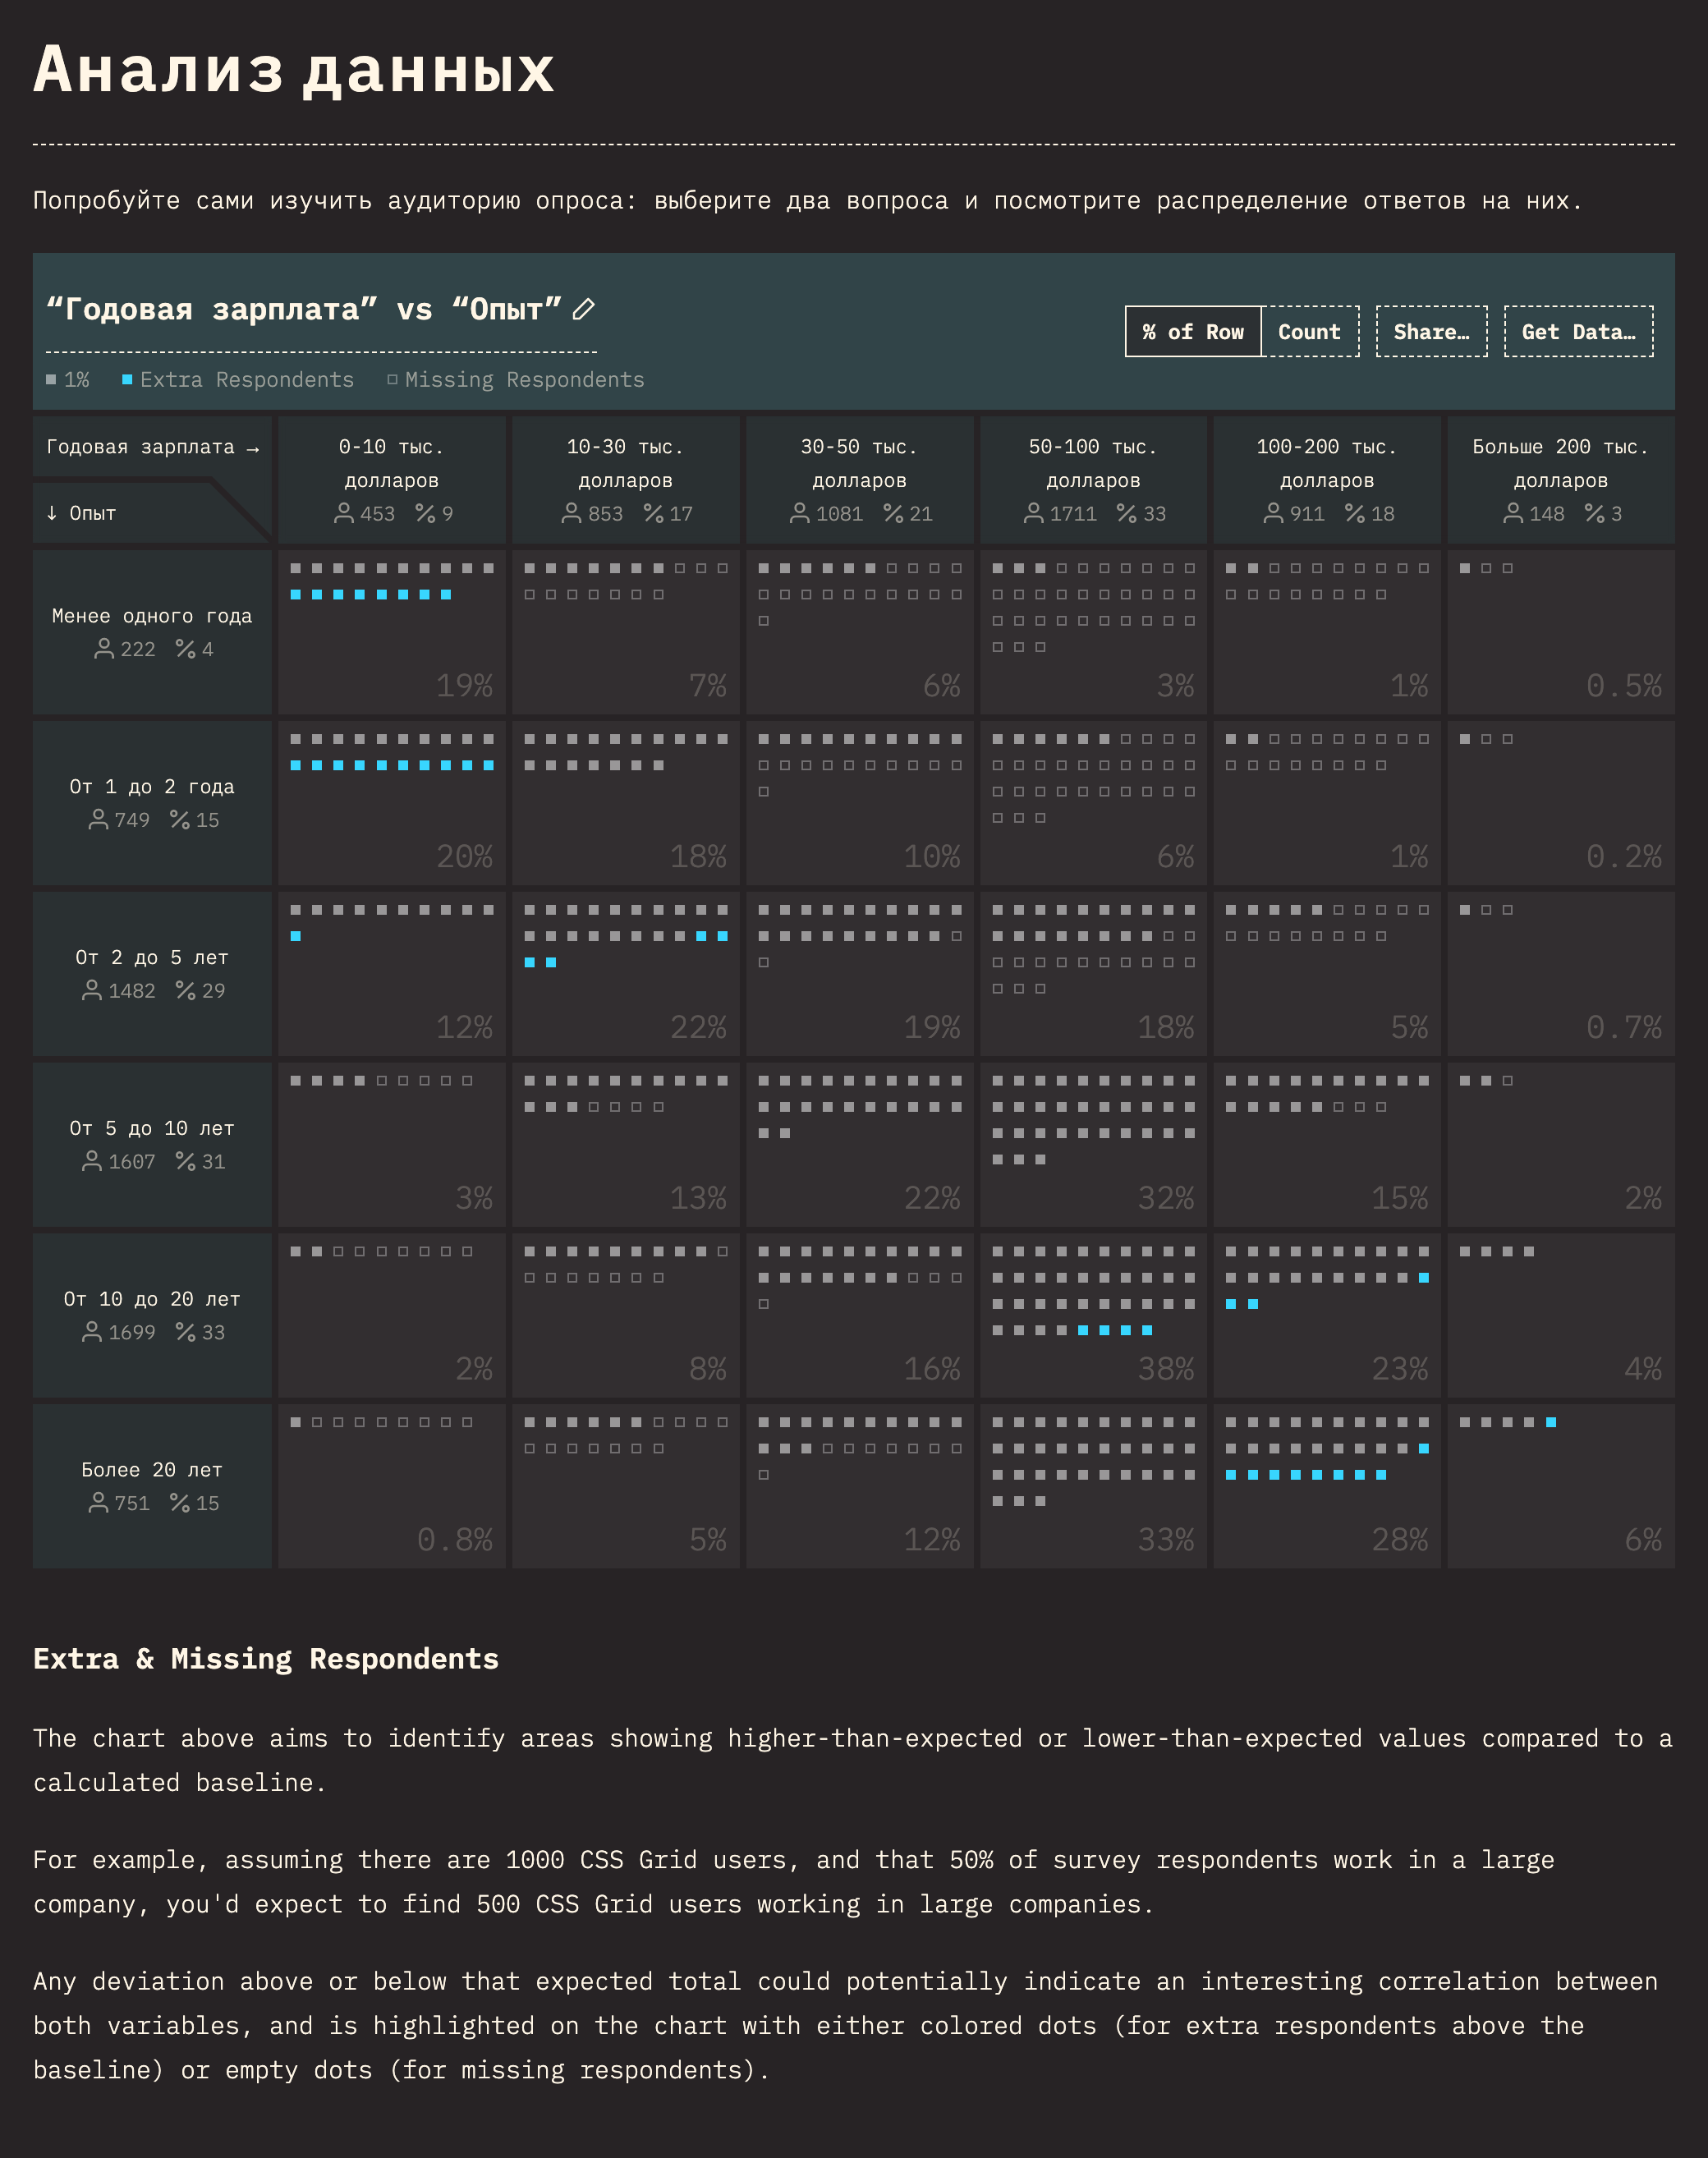 Анализ данных
Попробуйте сами изучить аудиторию опроса: выберите два вопроса и посмотрите распределение ответов на них.
“Годовая зарплата” vs “Опыт”
% of Row Count Share… Get Data…
1% Extra Respondents Missing Respondents
Годовая зарплата →
↓ Опыт
0-10 тыс.
долларов
453 % 9
10-30 тыс.
долларов
853 % 17
30-50 тыс.
долларов
1081 % 21
50-100 тыс.
долларов
1711 % 33
100-200 тыс.
долларов
911 % 18
Больше 200 тыс.
долларов
148 % 3
Менее одного года
222 % 4
19% 7% 6% 3% 1% 0.5%
От 1 до 2 года
749 % 15
20% 18% 10% 6% 1% 0.2%
От 2 до 5 лет
1482 % 29
12% 22% 19% 18% 5% 0.7%
От 5 до 10 лет
1607 % 31
3% 13% 22% 32% 15% 2%
От 10 до 20 лет
1699 % 33
2% 8% 16% 38% 23% 4%
Более 20 лет
751 % 15
0.8% 5% 12% 33% 28% 6%
Extra & Missing Respondents
The chart above aims to identify areas showing higher-than-expected or lower-than-expected values compared to a
calculated baseline.
For example, assuming there are 1000 CSS Grid users, and that 50% of survey respondents work in a large
company, you'd expect to find 500 CSS Grid users working in large companies.
Any deviation above or below that expected total could potentially indicate an interesting correlation between
both variables, and is highlighted on the chart with either colored dots (for extra respondents above the
baseline) or empty dots (for missing respondents).